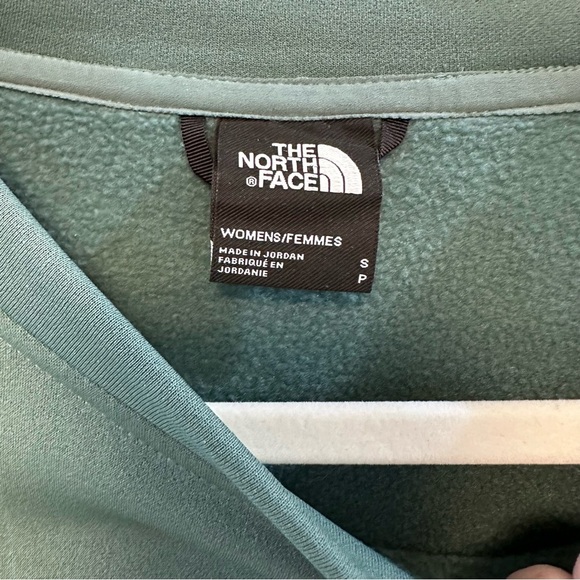 THE
NORTH
® FACE
WOMENS/FEMMES
MADE IN JORDAN
FABRIQUÉ EN
JORDANIE
S
P